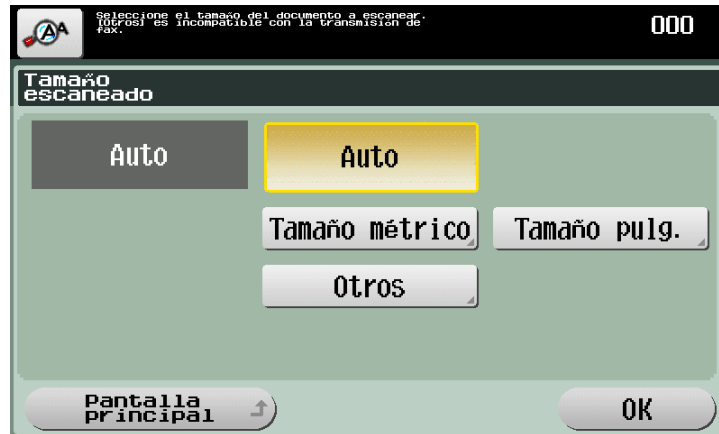 AA
Seleccione el tamaño del documento a escanear.
[Otros] es incompatible con la transmisión de
fax.
000
Tamaño
escaneado
Auto
Auto
Tamaño métrico
Tamaño pulg.
Otros
Pantalla
principal
OK